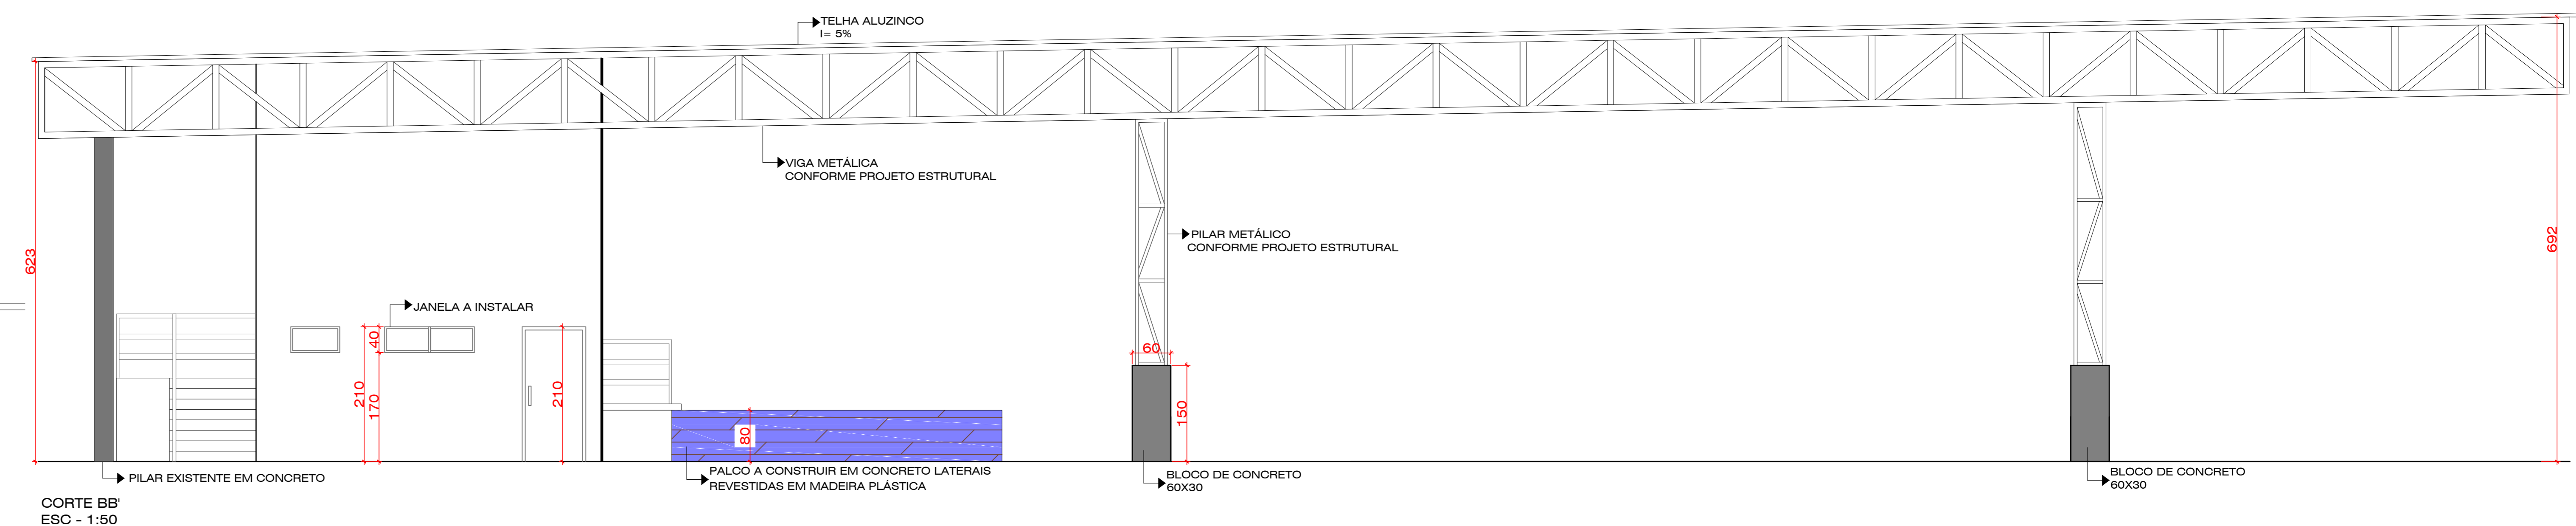 TELHA ALUZINCO
I= 5%
VIGA METÁLICA
CONFORME PROJETO ESTRUTURAL
PILAR METÁLICO
CONFORME PROJETO ESTRUTURAL
623
692
JANELA A INSTALAR
40
210
170
210
60
150
80
PILAR EXISTENTE EM CONCRETO
PALCO A CONSTRUIR EM CONCRETO LATERAIS
REVESTIDAS EM MADEIRA PLÁSTICA
BLOCO DE CONCRETO
60X30
BLOCO DE CONCRETO
60X30
CORTE BB'
ESC - 1:50